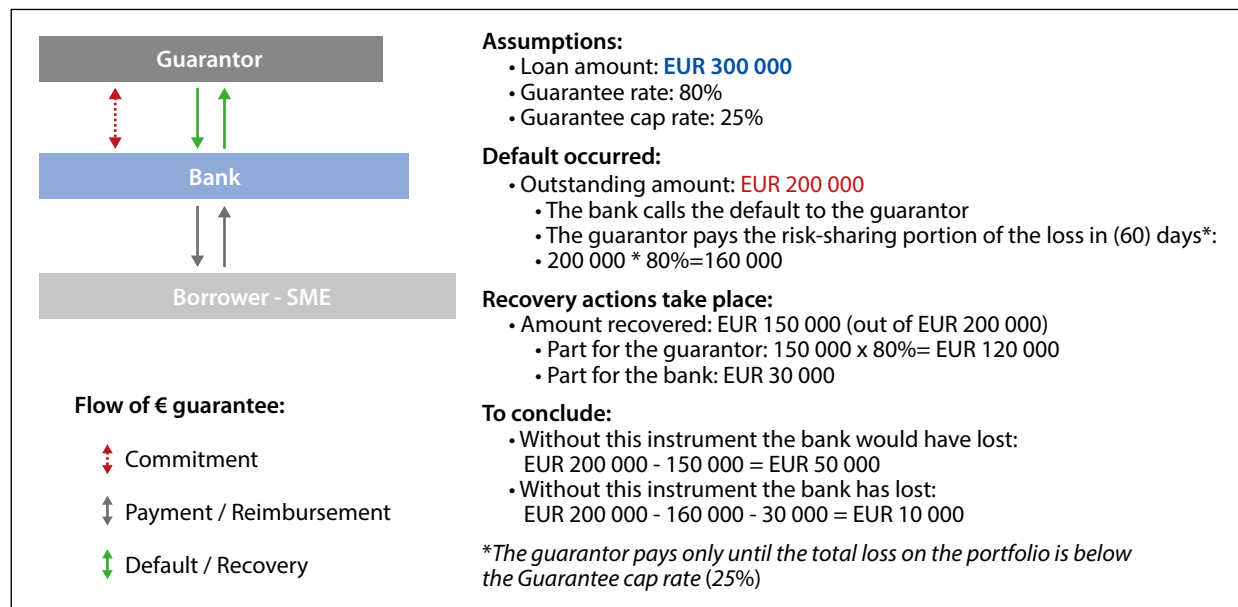 Guarantor
Bank
Borrower - SME
Flow of € guarantee:
Commitment
Payment / Reimbursement
Default / Recovery
Assumptions:
• Loan amount: EUR 300 000
• Guarantee rate: 80%
• Guarantee cap rate: 25%
Default occurred:
• Outstanding amount: EUR 200 000
• The bank calls the default to the guarantor
• The guarantor pays the risk-sharing portion of the loss in (60) days*:
• 200 000 * 80%=160 000
Recovery actions take place:
• Amount recovered: EUR 150 000 (out of EUR 200 000)
• Part for the guarantor: 150 000 x 80%= EUR 120 000
• Part for the bank: EUR 30 000
To conclude:
• Without this instrument the bank would have lost:
EUR 200 000 - 150 000 = EUR 50 000
• Without this instrument the bank has lost:
EUR 200 000 - 160 000 - 30 000 = EUR 10 000
*The guarantor pays only until the total loss on the portfolio is below
the Guarantee cap rate (25%)